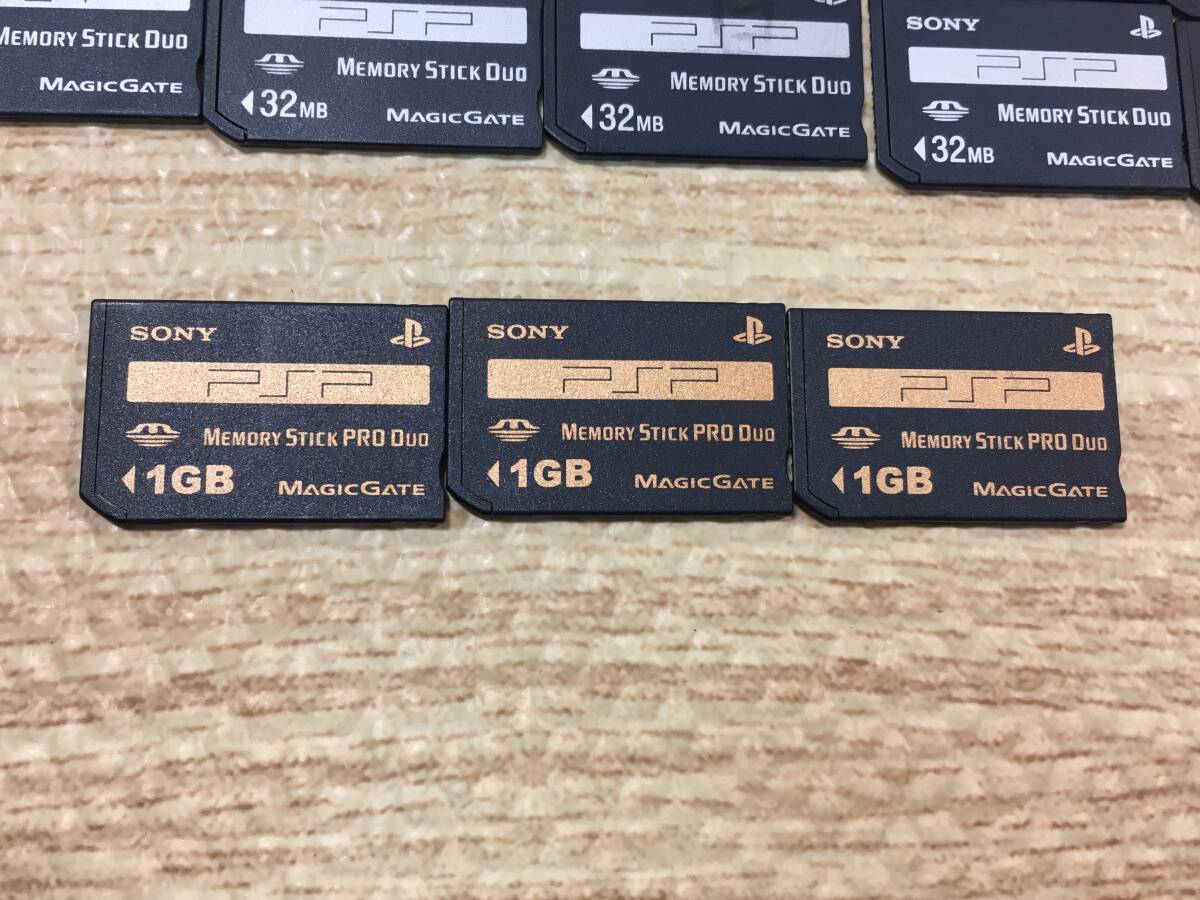 MEMORY STICK DUO
MAGICGATE
PSP
MEMORY STICK DUO
32MB
MAGICGATE
PSP
MEMORY STICK DUO
32MB
MAGICGATE
SONY
PSP
MEMORY STICK DUO
32MB
MAGICGATE
SONY
PSP
MEMORY STICK PRO DUO
1GB
MAGICGATE
SONY
PSP
MEMORY STICK PRO DUO
1GB
MAGICGATE
SONY
PSP
MEMORY STICK PRO DUO
1GB
MAGICGATE